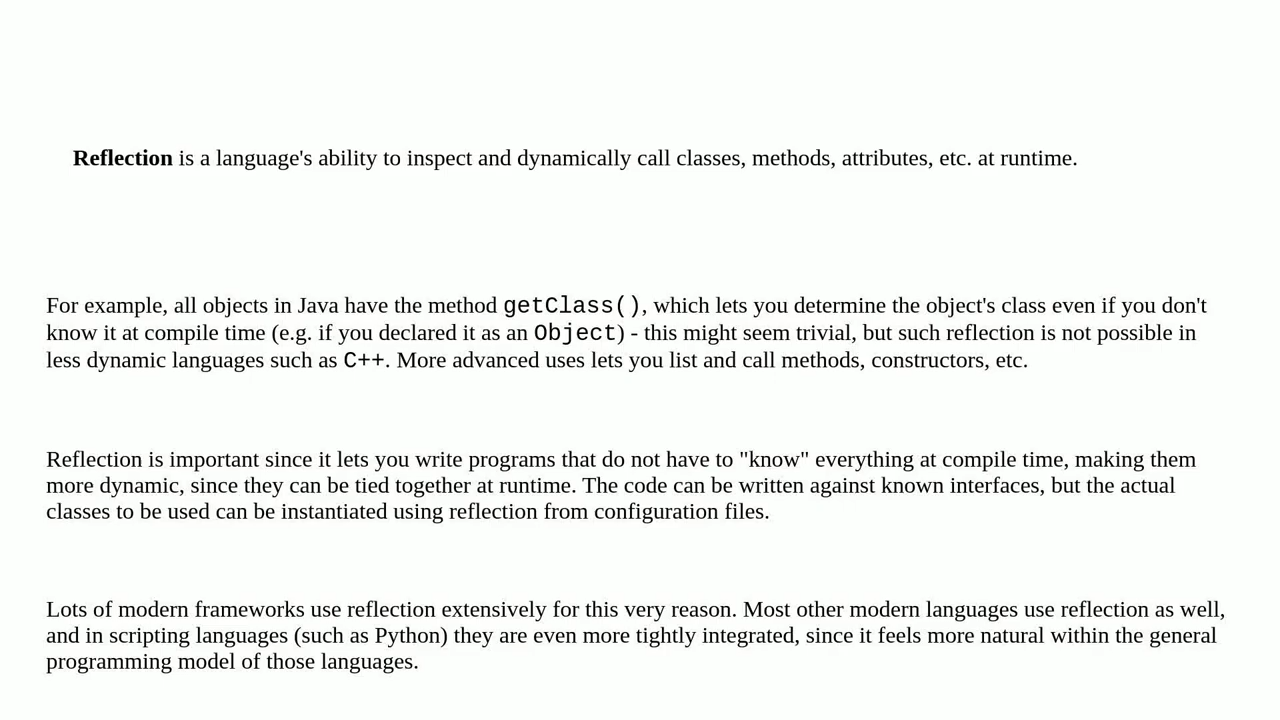 Reflection is a language's ability to inspect and dynamically call classes, methods, attributes, etc. at runtime.
For example, all objects in Java have the method getClass(), which lets you determine the object's class even if you don't
know it at compile time (e.g. if you declared it as an Object) - this might seem trivial, but such reflection is not possible in
less dynamic languages such as C++. More advanced uses lets you list and call methods, constructors, etc.
Reflection is important since it lets you write programs that do not have to "know" everything at compile time, making them
more dynamic, since they can be tied together at runtime. The code can be written against known interfaces, but the actual
classes to be used can be instantiated using reflection from configuration files.
Lots of modern frameworks use reflection extensively for this very reason. Most other modern languages use reflection as well,
and in scripting languages (such as Python) they are even more tightly integrated, since it feels more natural within the general
programming model of those languages.